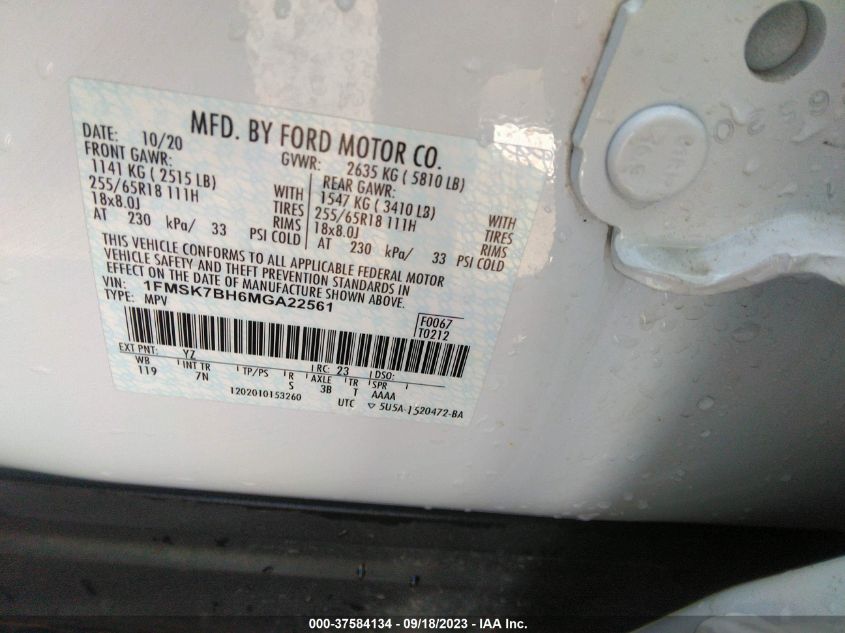 MFD. BY FORD MOTOR CO.
DATE: 10/20 GVWR: 2635 KG ( 5810 LB)
FRONT GAWR: REAR GAWR:
1141 KG ( 2515 LB) WITH 1547 KG ( 3410 LB) WITH
255/65R18 111H TIRES 255/65R18 111H TIRES
18x8.0J RIMS 18x8.0J RIMS
AT 230 kPa/ 33 PSI COLD AT 230 kPa/ 33 PSI COLD
THIS VEHICLE CONFORMS TO ALL APPLICABLE FEDERAL MOTOR
VEHICLE SAFETY AND THEFT PREVENTION STANDARDS IN
EFFECT ON THE DATE OF MANUFACTURE SHOWN ABOVE.
VIN: 1FMSK7BH6MGA22561
TYPE: MPV
F0067
T0212
EXT PNT: YZ RC: 23 DSO:
WB INT TR TP/PS R AXLE TR SPR
119 7N S 3B T AAAA
1202010153260 UTC ▽ 5U5A-1520472-BA
000-37584134 - 09/18/2023 - IAA Inc.